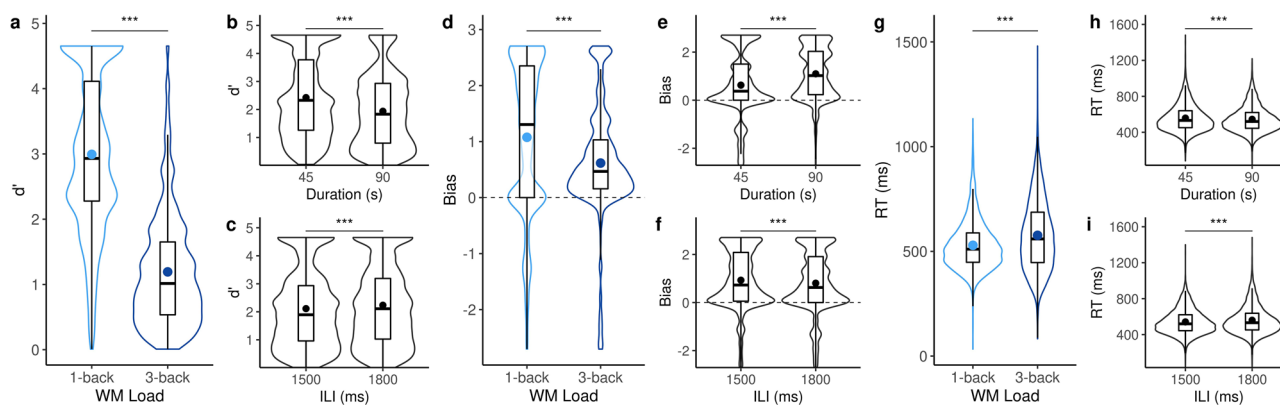 a
***
5
4
3
2
1
0
d'
1-back 3-back
WM Load
b
***
5
4
3
2
1
d'
45 90
Duration (s)
c
***
5
4
3
2
1
d'
1500 1800
ILI (ms)
d
***
3
2
1
0
-2
Bias
1-back 3-back
WM Load
e
***
2
0
-2
Bias
45 90
Duration (s)
f
***
2
0
-2
Bias
1500 1800
ILI (ms)
g
***
1500
1000
500
0
RT (ms)
1-back 3-back
WM Load
h
***
1600
1200
800
400
RT (ms)
45 90
Duration (s)
i
***
1600
1200
800
400
RT (ms)
1500 1800
ILI (ms)